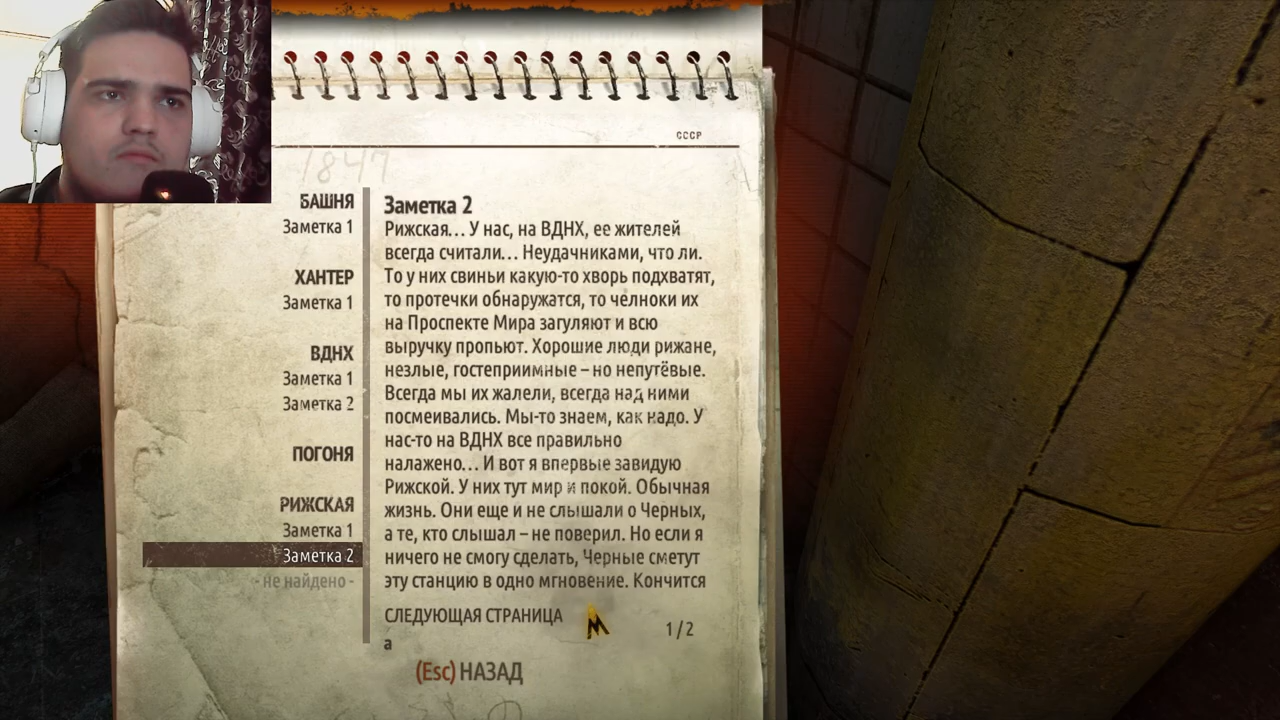 СССР
1847
БАШНЯ
Заметка 1
ХАНТЕР
Заметка 1
ВДНХ
Заметка 1
Заметка 2
ПОГОНЯ
РИЖСКАЯ
Заметка 1
Заметка 2
- не найдено -
Заметка 2
Рижская... У нас, на ВДНХ, ее жителей
всегда считали... Неудачниками, что ли.
То у них свиньи какую-то хворь подхватят,
то протечки обнаружатся, то челноки их
на Проспекте Мира загуляют и всю
выручку пропьют. Хорошие люди рижане,
незлые, гостеприимные – но непутёвые.
Всегда мы их жалели, всегда над ними
посмеивались. Мы-то знаем, как надо. У
нас-то на ВДНХ все правильно
налажено... И вот я впервые завидую
Рижской. У них тут мир и покой. Обычная
жизнь. Они еще и не слышали о Черных,
а те, кто слышал – не поверил. Но если я
ничего не смогу сделать, Черные сметут
эту станцию в одно мгновение. Кончится
СЛЕДУЮЩАЯ СТРАНИЦА
а
1 / 2
(Esc) НАЗАД